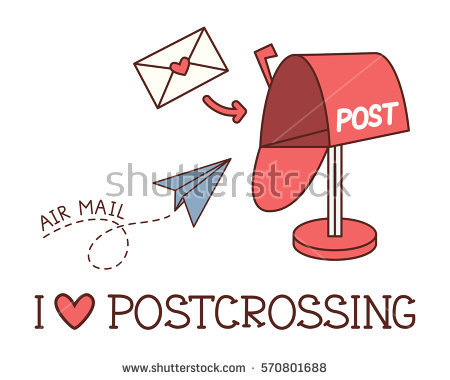 POST
shutterstock
AIR MAIL
I ❤ POSTCROSSING
www.shutterstock.com · 570801688